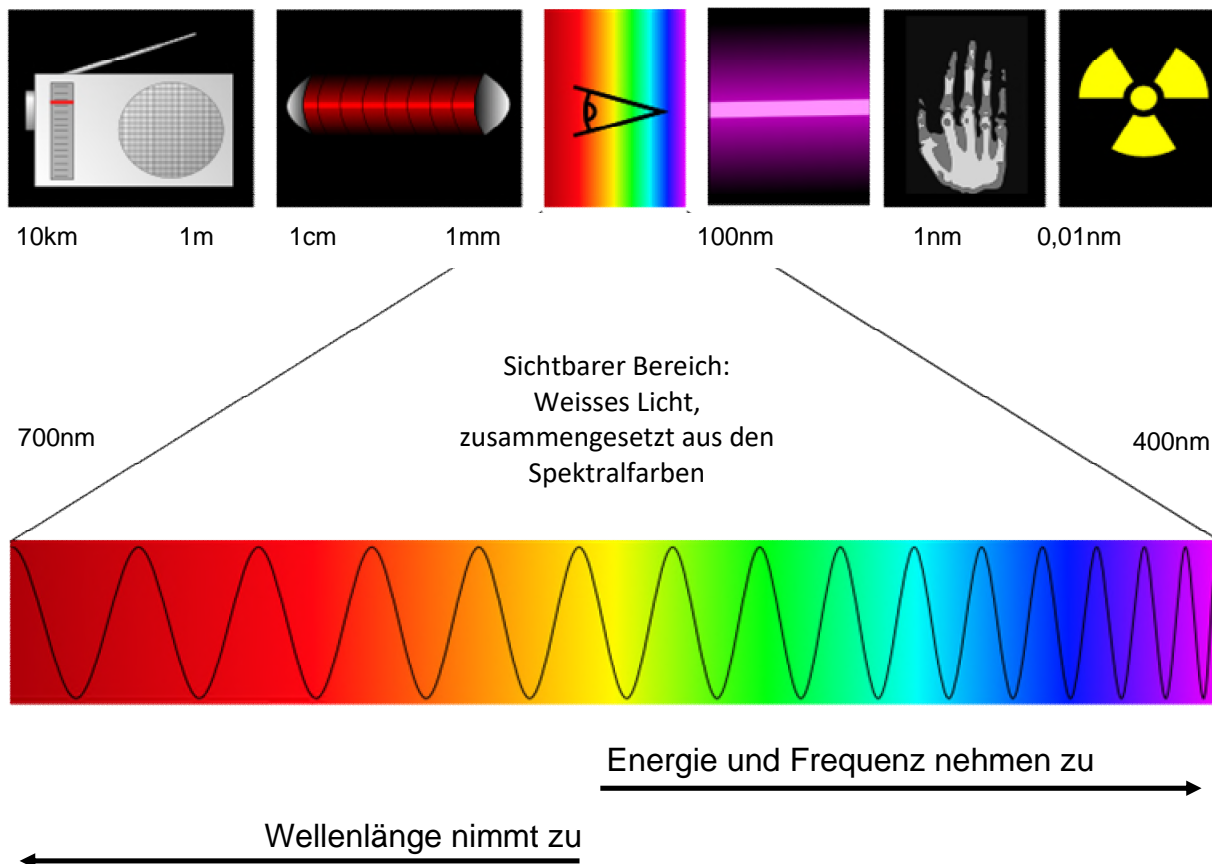 10km 1m 1cm 1mm 100nm 1nm 0,01nm
Sichtbarer Bereich:
Weisses Licht,
700nm zusammengesetzt aus den 400nm
Spektralfarben
Energie und Frequenz nehmen zu
Wellenlänge nimmt zu